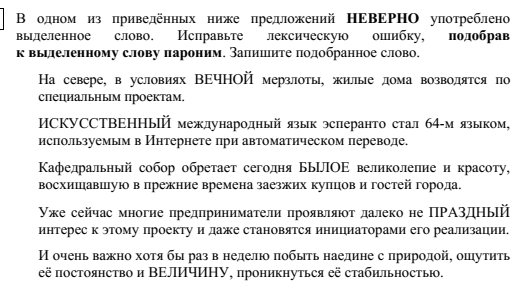 В одном из приведённых ниже предложений НЕВЕРНО употреблено
выделенное слово. Исправьте лексическую ошибку, подобрав
к выделенному слову пароним. Запишите подобранное слово.
На севере, в условиях ВЕЧНОЙ мерзлоты, жилые дома возводятся по
специальным проектам.
ИСКУССТВЕННЫЙ международный язык эсперанто стал 64-м языком,
используемым в Интернете при автоматическом переводе.
Кафедральный собор обретает сегодня БЫЛОЕ великолепие и красоту,
восхищавшую в прежние времена заезжих купцов и гостей города.
Уже сейчас многие предприниматели проявляют далеко не ПРАЗДНЫЙ
интерес к этому проекту и даже становятся инициаторами его реализации.
И очень важно хотя бы раз в неделю побыть наедине с природой, ощутить
её постоянство и ВЕЛИЧИНУ, проникнуться её стабильностью.